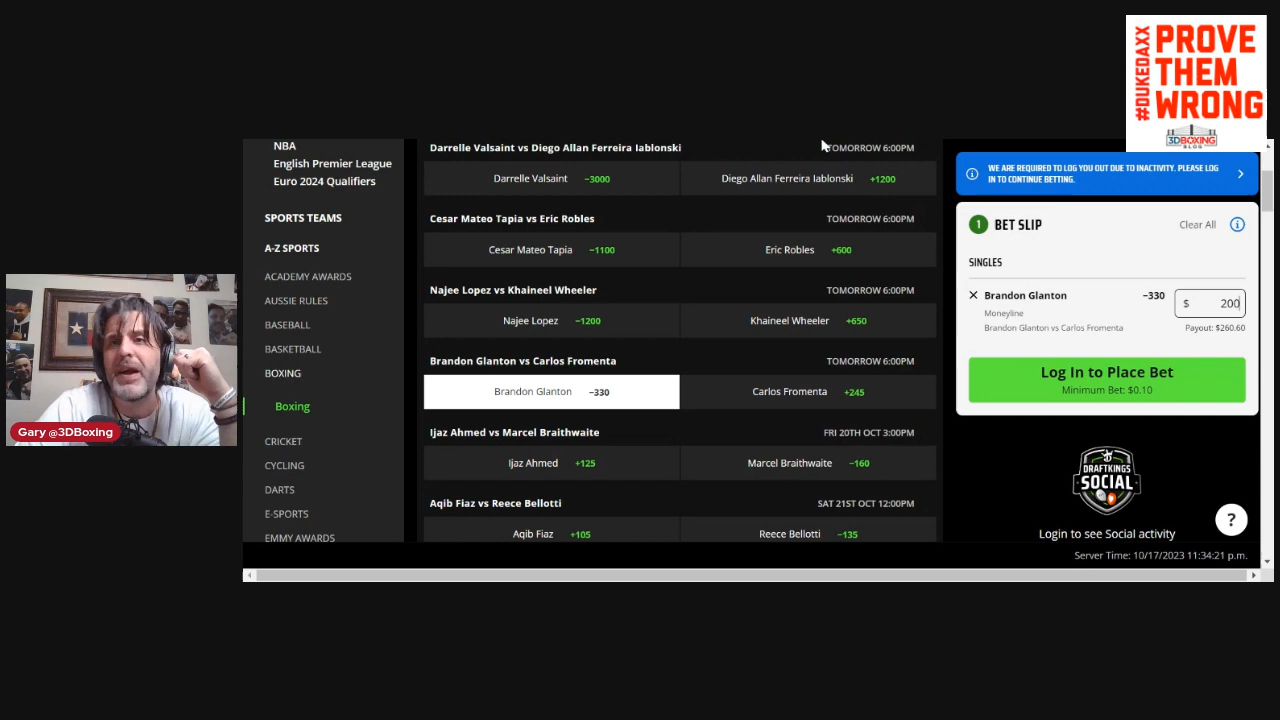 #DUKEDAXX
PROVE
THEM
WRONG
3DBOXING
BLOG
NBA
English Premier League
Euro 2024 Qualifiers
SPORTS TEAMS
A-Z SPORTS
ACADEMY AWARDS
AUSSIE RULES
BASEBALL
BASKETBALL
BOXING
Boxing
CRICKET
CYCLING
DARTS
E-SPORTS
EMMY AWARDS
Darrelle Valsaint vs Diego Allan Ferreira Iablonski TOMORROW 6:00PM
Darrelle Valsaint −3000 Diego Allan Ferreira Iablonski +1200
Cesar Mateo Tapia vs Eric Robles TOMORROW 6:00PM
Cesar Mateo Tapia −1100 Eric Robles +600
Najee Lopez vs Khaineel Wheeler TOMORROW 6:00PM
Najee Lopez −1200 Khaineel Wheeler +650
Brandon Glanton vs Carlos Fromenta TOMORROW 6:00PM
Brandon Glanton −330 Carlos Fromenta +245
Ijaz Ahmed vs Marcel Braithwaite FRI 20TH OCT 3:00PM
Ijaz Ahmed +125 Marcel Braithwaite −160
Aqib Fiaz vs Reece Bellotti SAT 21ST OCT 12:00PM
Aqib Fiaz +105 Reece Bellotti −135
WE ARE REQUIRED TO LOG YOU OUT DUE TO INACTIVITY. PLEASE LOG
IN TO CONTINUE BETTING.
1 BET SLIP Clear All
SINGLES
Brandon Glanton −330 $ 200
Moneyline
Brandon Glanton vs Carlos Fromenta Payout: $260.60
Log In to Place Bet
Minimum Bet: $0.10
DRAFTKINGS
SOCIAL
?
Login to see Social activity
Server Time: 10/17/2023 11:34:21 p.m.
Gary @3DBoxing